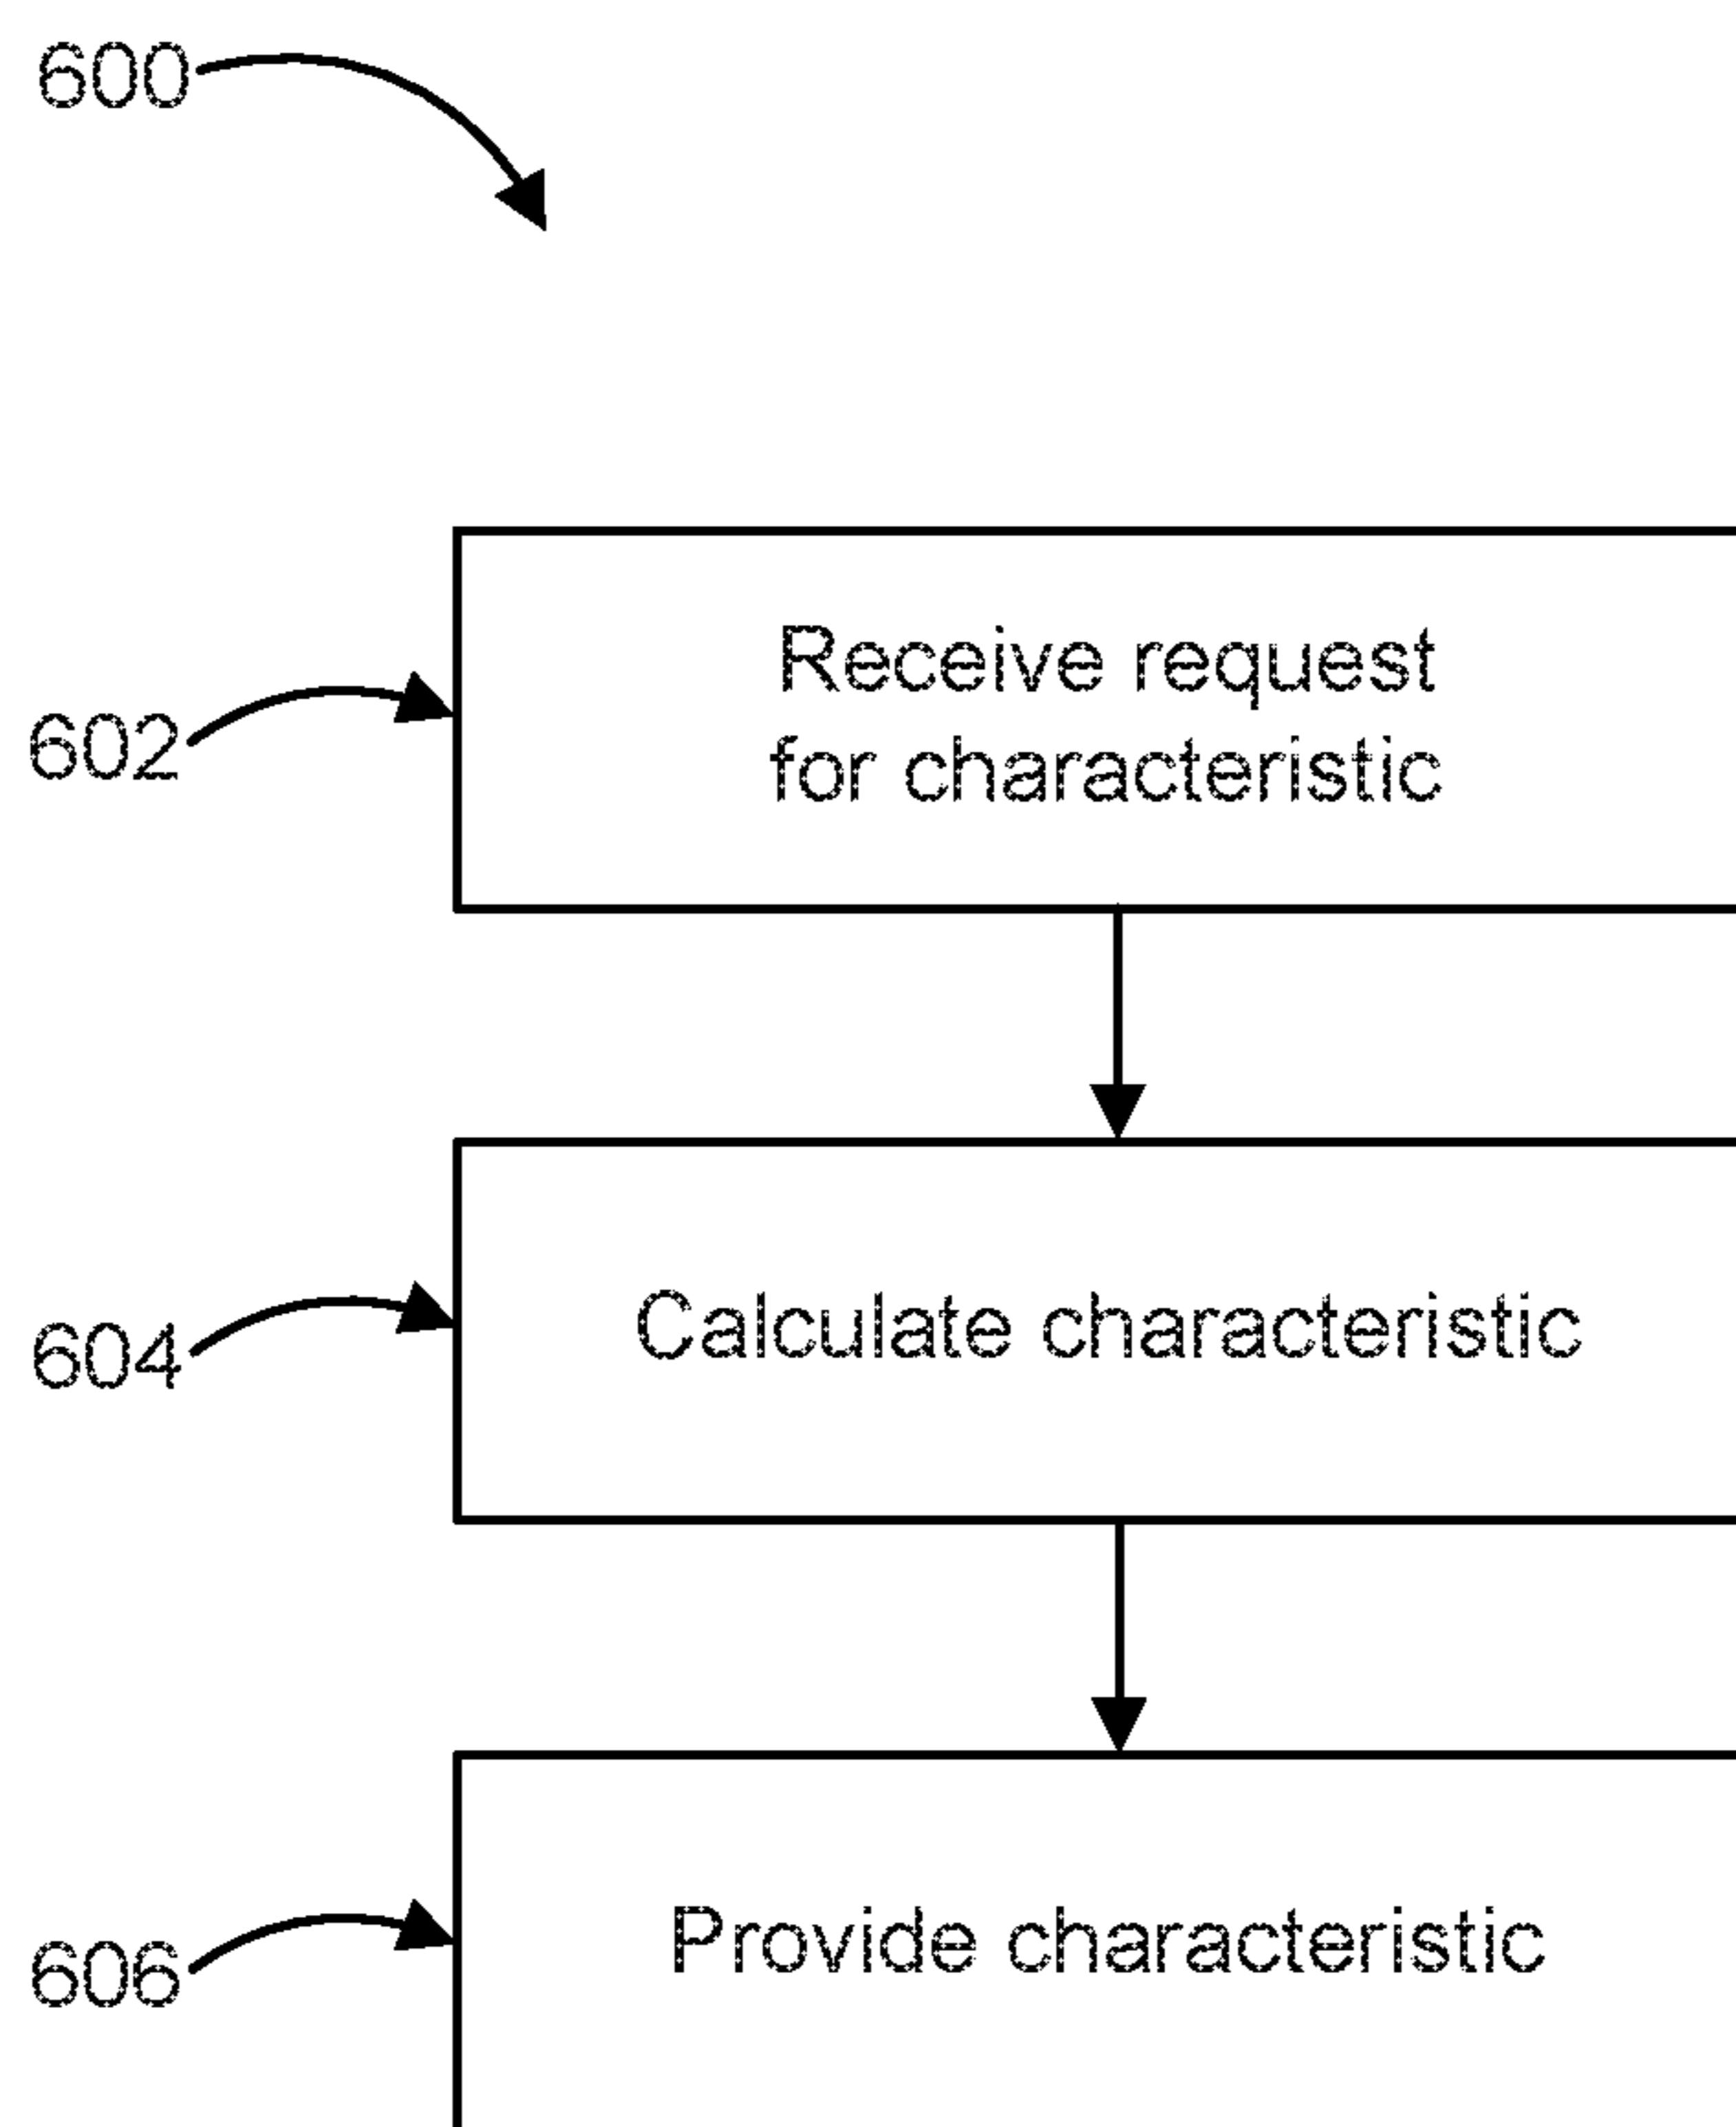 600
602
Receive request
for characteristic
604
Calculate characteristic
606
Provide characteristic